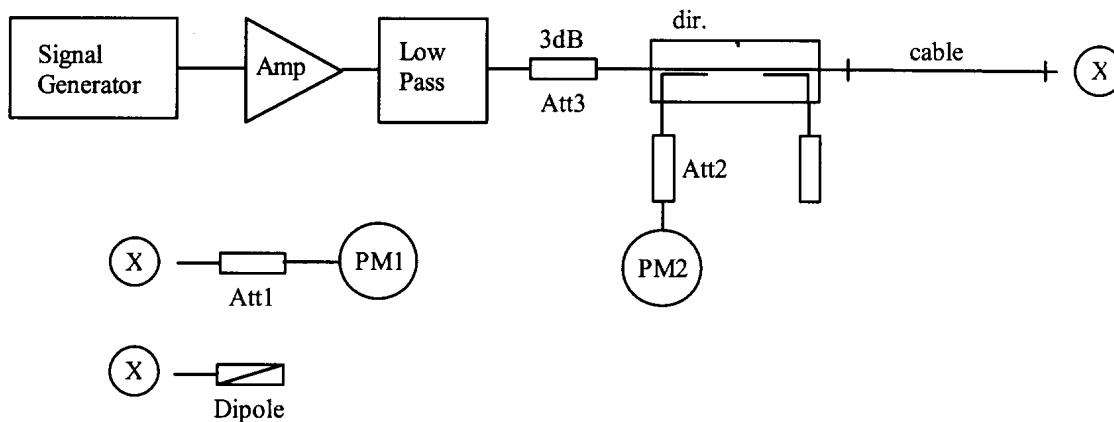 dir.
Signal
Generator
Amp
Low
Pass
3dB
Att3
cable
X
Att2
X
Att1
PM1
PM2
X
Dipole